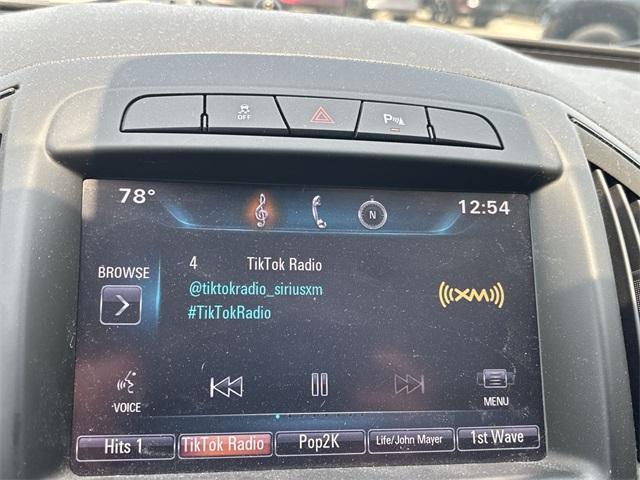 OFF P
78° N 12:54
4 TikTok Radio
BROWSE
@tiktokradio_siriusxm
((XM))
#TikTokRadio
VOICE
MENU
Hits 1 TikTok Radio Pop2K Life/John Mayer 1st Wave